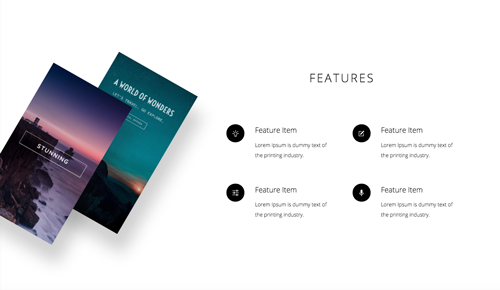 A WORLD OF WONDERS
LET'S TRAVEL, GO EXPLORE.
STUNNING
FEATURES
Feature Item
Lorem Ipsum is dummy text of
the printing industry.
Feature Item
Lorem Ipsum is dummy text of
the printing industry.
Feature Item
Lorem Ipsum is dummy text of
the printing industry.
Feature Item
Lorem Ipsum is dummy text of
the printing industry.